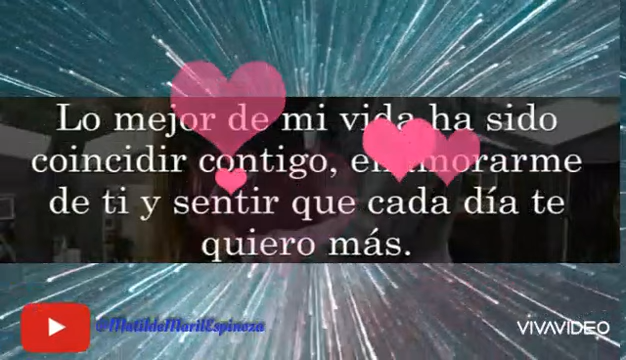 Lo mejor de mi vida ha sido
coincidir contigo, enamorarme
de ti y sentir que cada día te
quiero más.
@MatildeMarilEspinoza
VIVAVIDEO